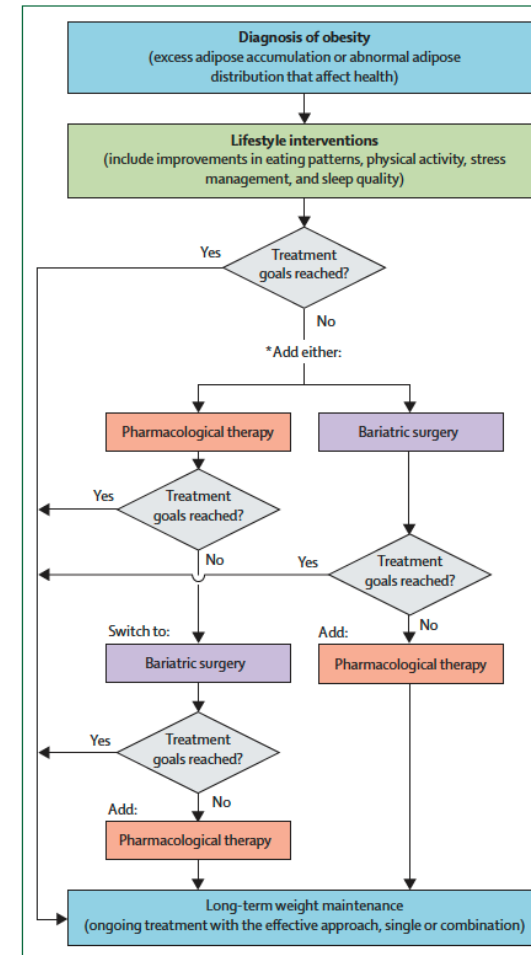 Diagnosis of obesity
(excess adipose accumulation or abnormal adipose
distribution that affect health)
Lifestyle interventions
(include improvements in eating patterns, physical activity, stress
management, and sleep quality)
Yes
Treatment
goals reached?
No
*Add either:
Pharmacological therapy
Bariatric surgery
Yes
Treatment
goals reached?
No
Yes
Treatment
goals reached?
No
Switch to:
Bariatric surgery
Add:
Pharmacological therapy
Yes
Treatment
goals reached?
No
Add:
Pharmacological therapy
Long-term weight maintenance
(ongoing treatment with the effective approach, single or combination)